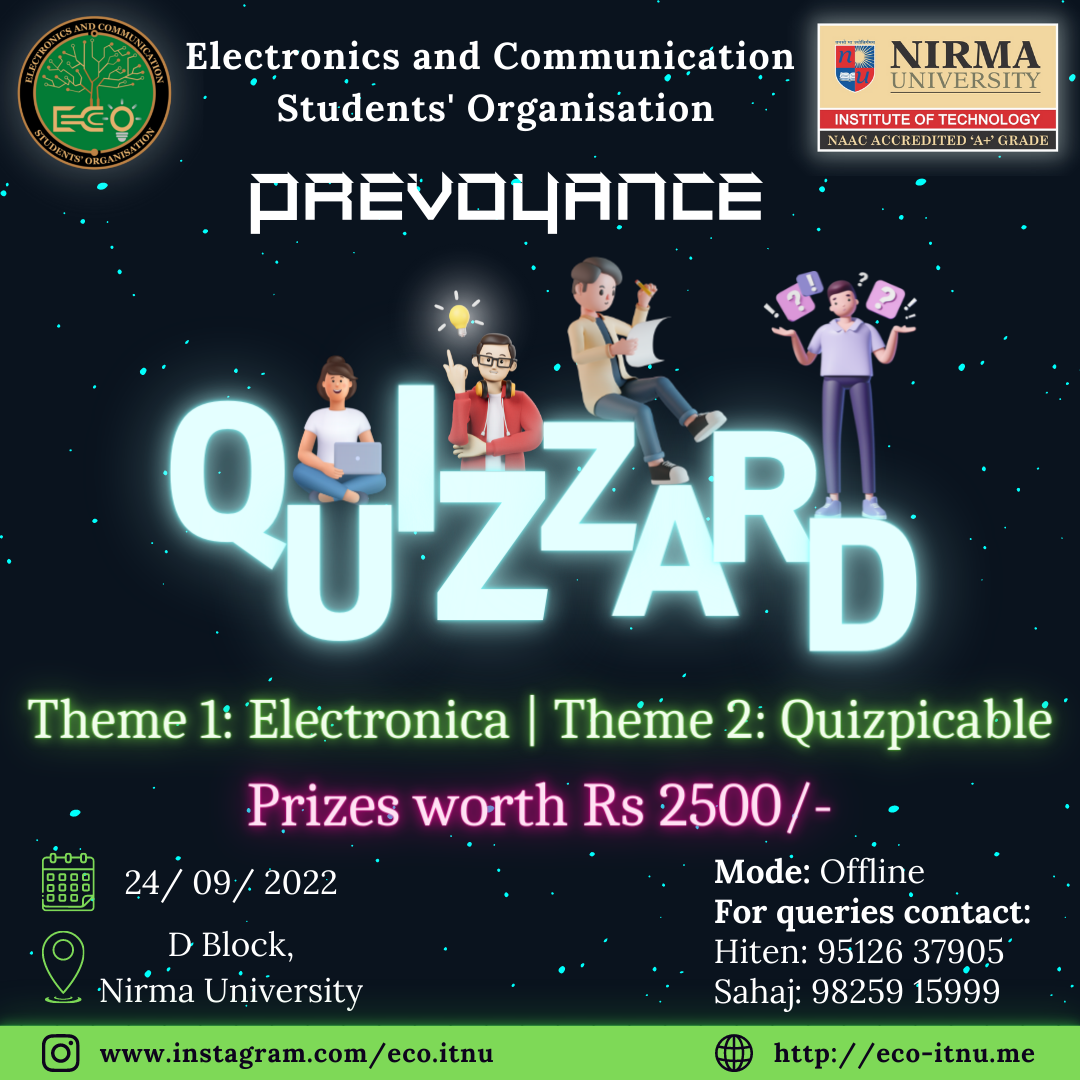 ELECTRONICS AND COMMUNICATION
ECO
STUDENTS' ORGANISATION
Electronics and Communication
Students' Organisation
NIRMA
UNIVERSITY
INSTITUTE OF TECHNOLOGY
NAAC ACCREDITED ‘A+’ GRADE
PREVOYANCE
QUIZZARD
Theme 1: Electronica | Theme 2: Quizpicable
Prizes worth Rs 2500/-
24/ 09/ 2022
D Block,
Nirma University
Mode: Offline
For queries contact:
Hiten: 95126 37905
Sahaj: 98259 15999
www.instagram.com/eco.itnu
http://eco-itnu.me